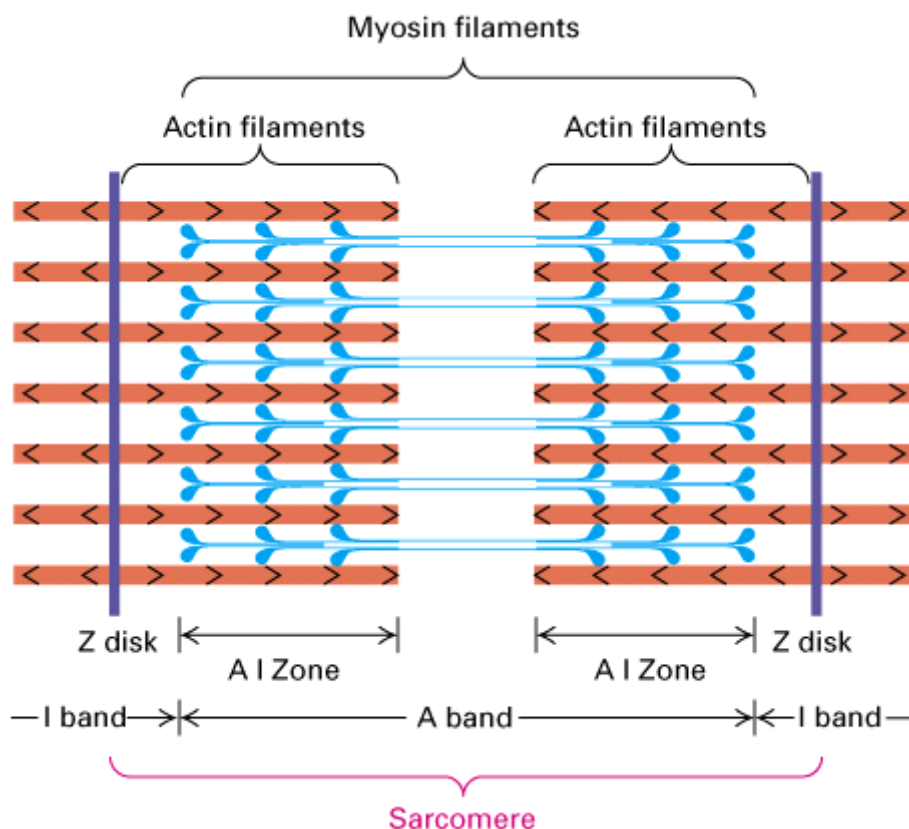 Myosin filaments
Actin filaments Actin filaments
Z disk Z disk
A I Zone A I Zone
I band A band I band
Sarcomere